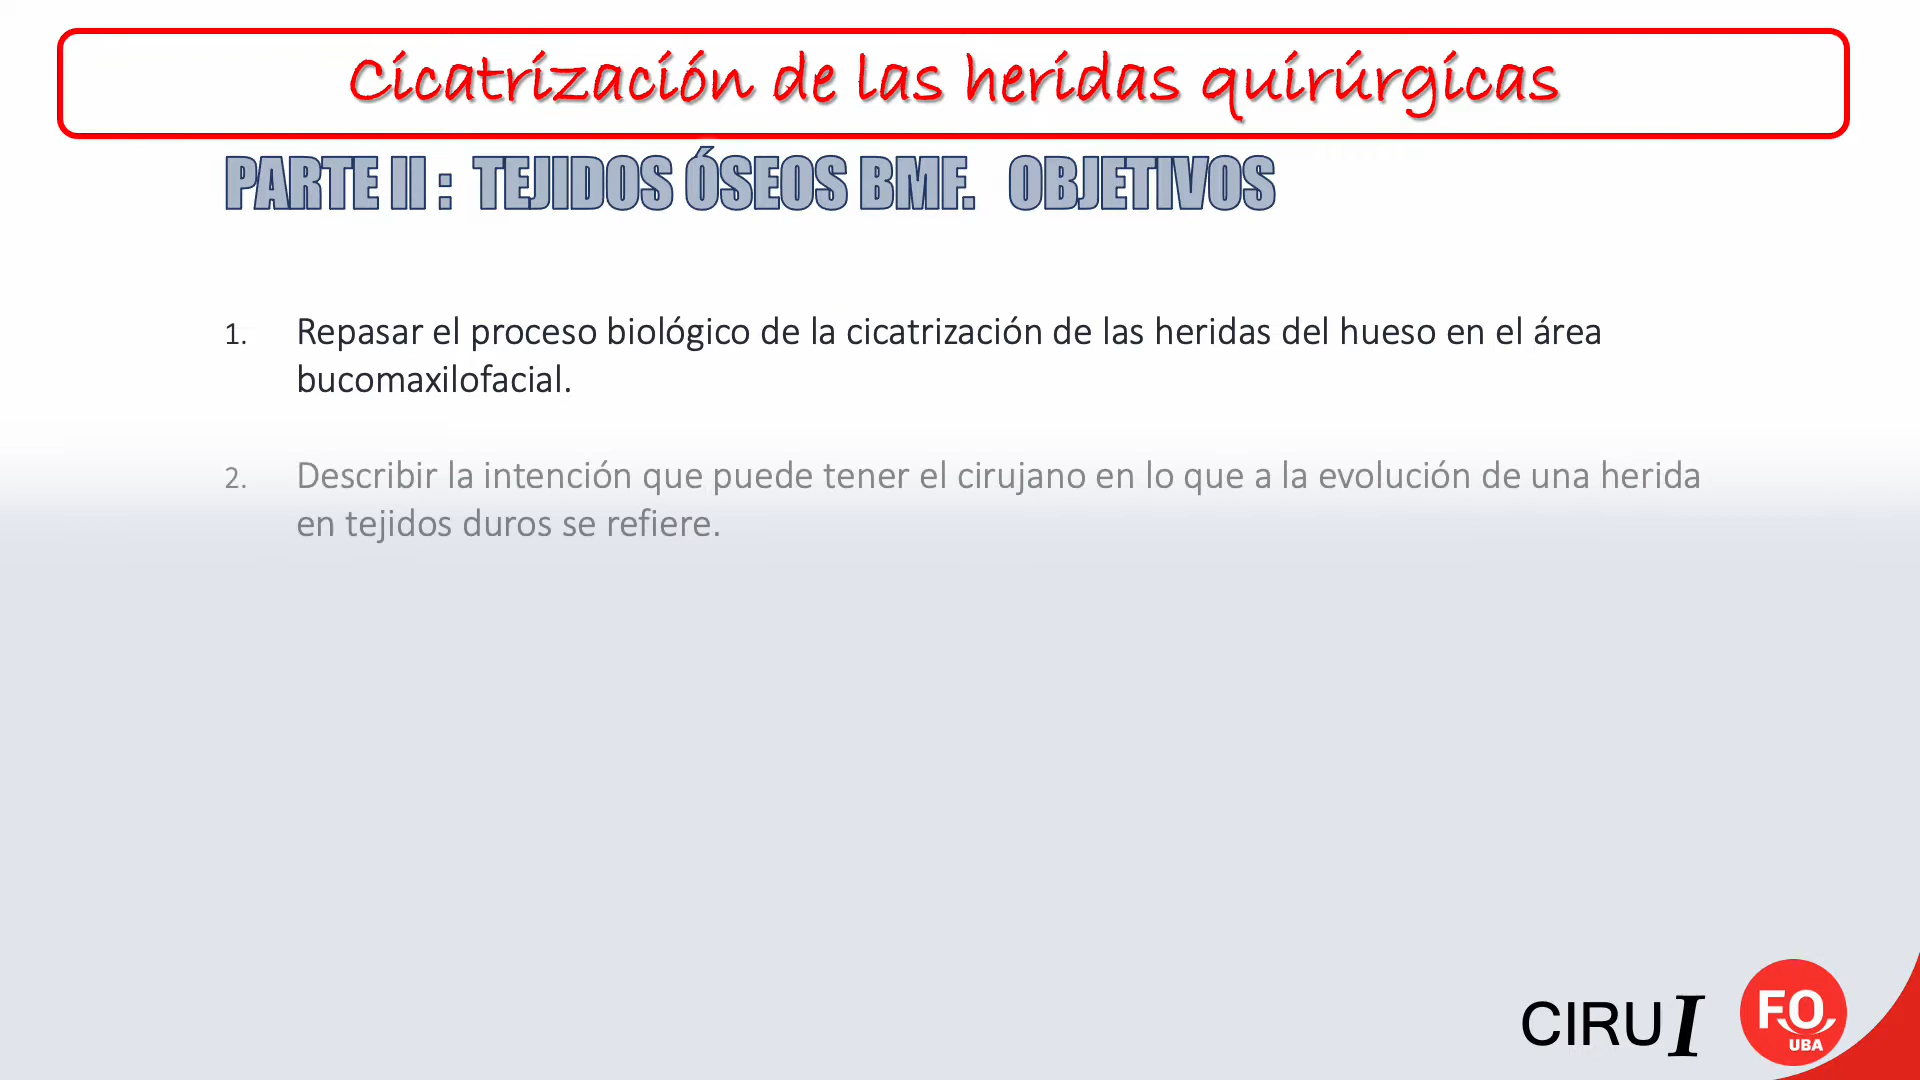 Cicatrización de las heridas quirúrgicas
PARTE II : TEJIDOS ÓSEOS BMF. OBJETIVOS
1. Repasar el proceso biológico de la cicatrización de las heridas del hueso en el área
bucomaxilofacial.
2. Describir la intención que puede tener el cirujano en lo que a la evolución de una herida
en tejidos duros se refiere.
CIRU I
FO
UBA